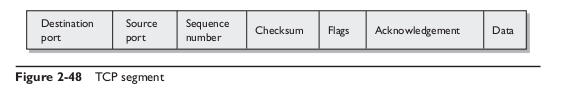 Destination port
Source port
Sequence number
Checksum
Flags
Acknowledgement
Data
Figure 2-48 TCP segment